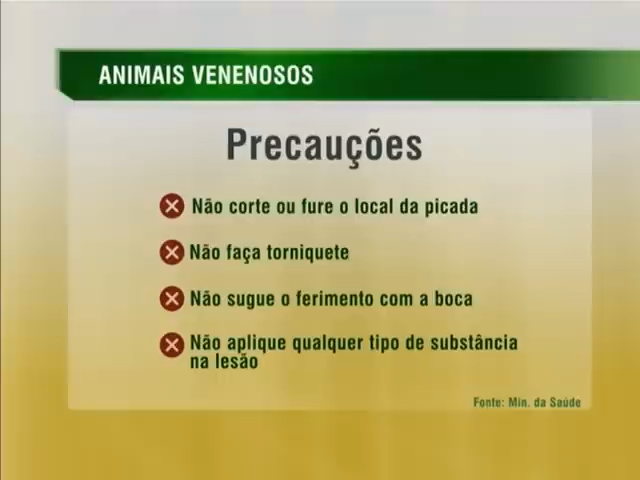 ANIMAIS VENENOSOS
Precauções
Não corte ou fure o local da picada
Não faça torniquete
Não sugue o ferimento com a boca
Não aplique qualquer tipo de substância
na lesão
Fonte: Min. da Saúde